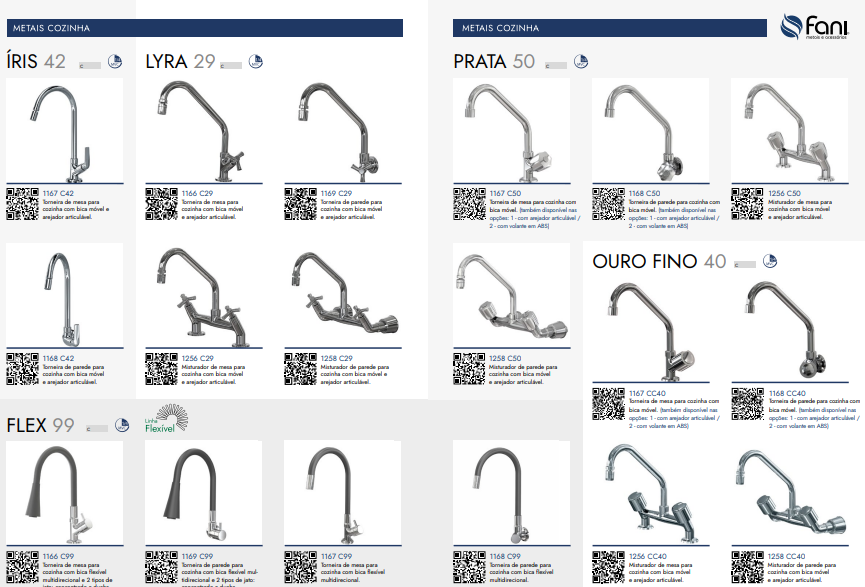 METAIS COZINHA
ÍRIS 42
C
LYRA 29
C
1167 C42
Torneira de mesa para
cozinha com bica móvel e
arejador articulável.
1166 C29
Torneira de mesa para
cozinha com bica móvel
e arejador articulável.
1169 C29
Torneira de parede para
cozinha com bica móvel
e arejador articulável.
1168 C42
Torneira de parede para
cozinha com bica móvel e
arejador articulável.
1256 C29
Misturador de mesa para
cozinha com bica móvel
e arejador articulável.
1258 C29
Misturador de parede para
cozinha com bica móvel e
arejador articulável.
FLEX 99
C
Linha
Flexível
1166 C99
Torneira de mesa para
cozinha com bica flexível
multidirecional e 2 tipos de
1169 C99
Torneira de parede para
cozinha com bica flexível mul-
tidirecional e 2 tipos de jato:
1167 C99
Torneira de mesa para
cozinha com bica flexível
multidirecional.
METAIS COZINHA
fani
metais e acessórios
PRATA 50
C
1167 C50
Torneira de mesa para cozinha com
bica móvel. (também disponível nas
opções: 1 - com arejador articulável /
2 - com volante em ABS)
1168 C50
Torneira de parede para cozinha com
bica móvel. (também disponível nas
opções: 1 - com arejador articulável /
2 - com volante em ABS)
1256 C50
Misturador de mesa para
cozinha com bica móvel
e arejador articulável.
1258 C50
Misturador de parede para
cozinha com bica móvel
e arejador articulável.
OURO FINO 40
C
1167 CC40
Torneira de mesa para cozinha com
bica móvel. (também disponível nas
opções: 1 - com arejador articulável /
2 - com volante em ABS)
1168 CC40
Torneira de parede para cozinha com
bica móvel. (também disponível nas
opções: 1 - com arejador articulável /
2 - com volante em ABS)
1168 C99
Torneira de parede para
cozinha com bica flexível
multidirecional.
1256 CC40
Misturador de mesa para
cozinha com bica móvel
e arejador articulável.
1258 CC40
Misturador de parede para
cozinha com bica móvel
e arejador articulável.